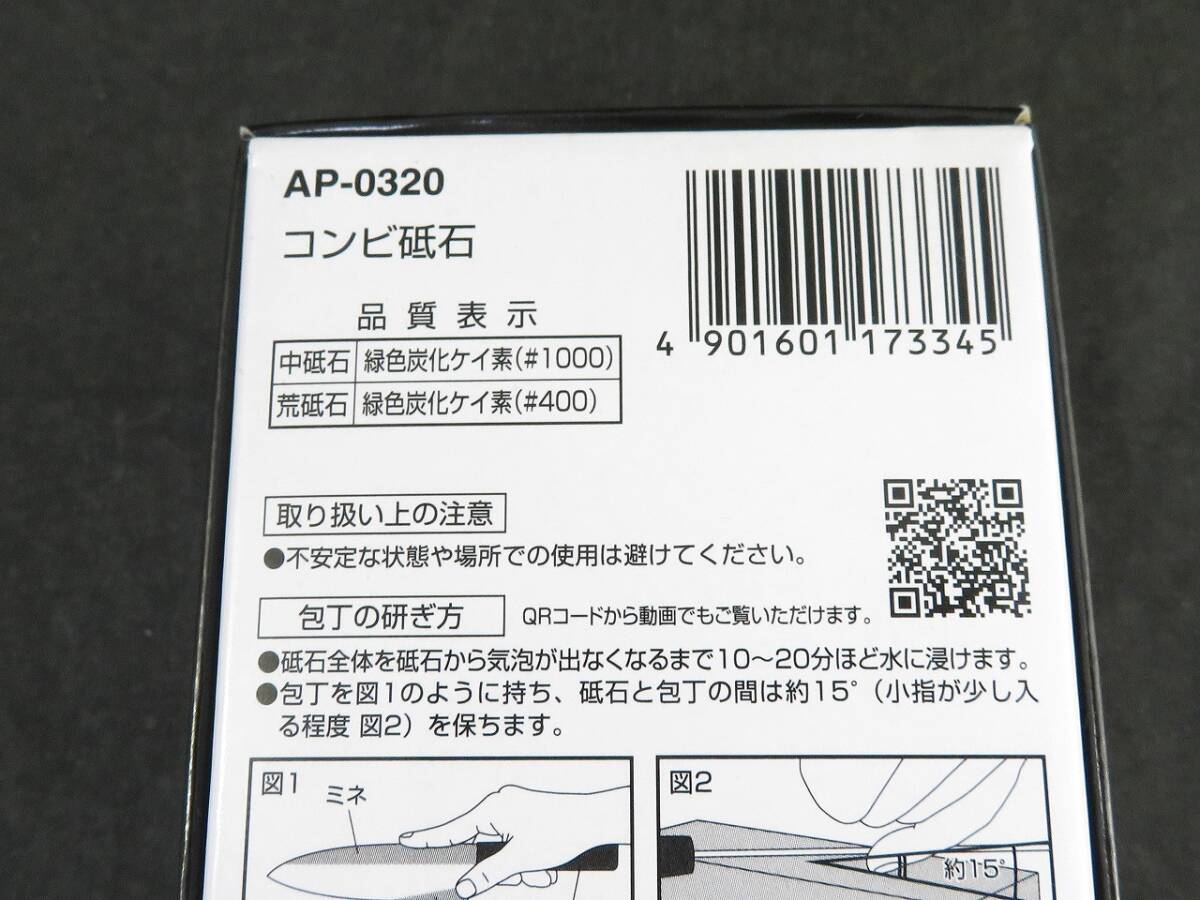 AP-0320
コンビ砥石
品質表示
中砥石 緑色炭化ケイ素(#1000)
荒砥石 緑色炭化ケイ素(#400)
4 901601 173345
取り扱い上の注意
●不安定な状態や場所での使用は避けてください。
包丁の研ぎ方 QRコードから動画でもご覧いただけます。
●砥石全体を砥石から気泡が出なくなるまで10〜20分ほど水に浸けます。
●包丁を図1のように持ち、砥石と包丁の間は約15°（小指が少し入
る程度 図2）を保ちます。
図1
ミネ
図2
約15°